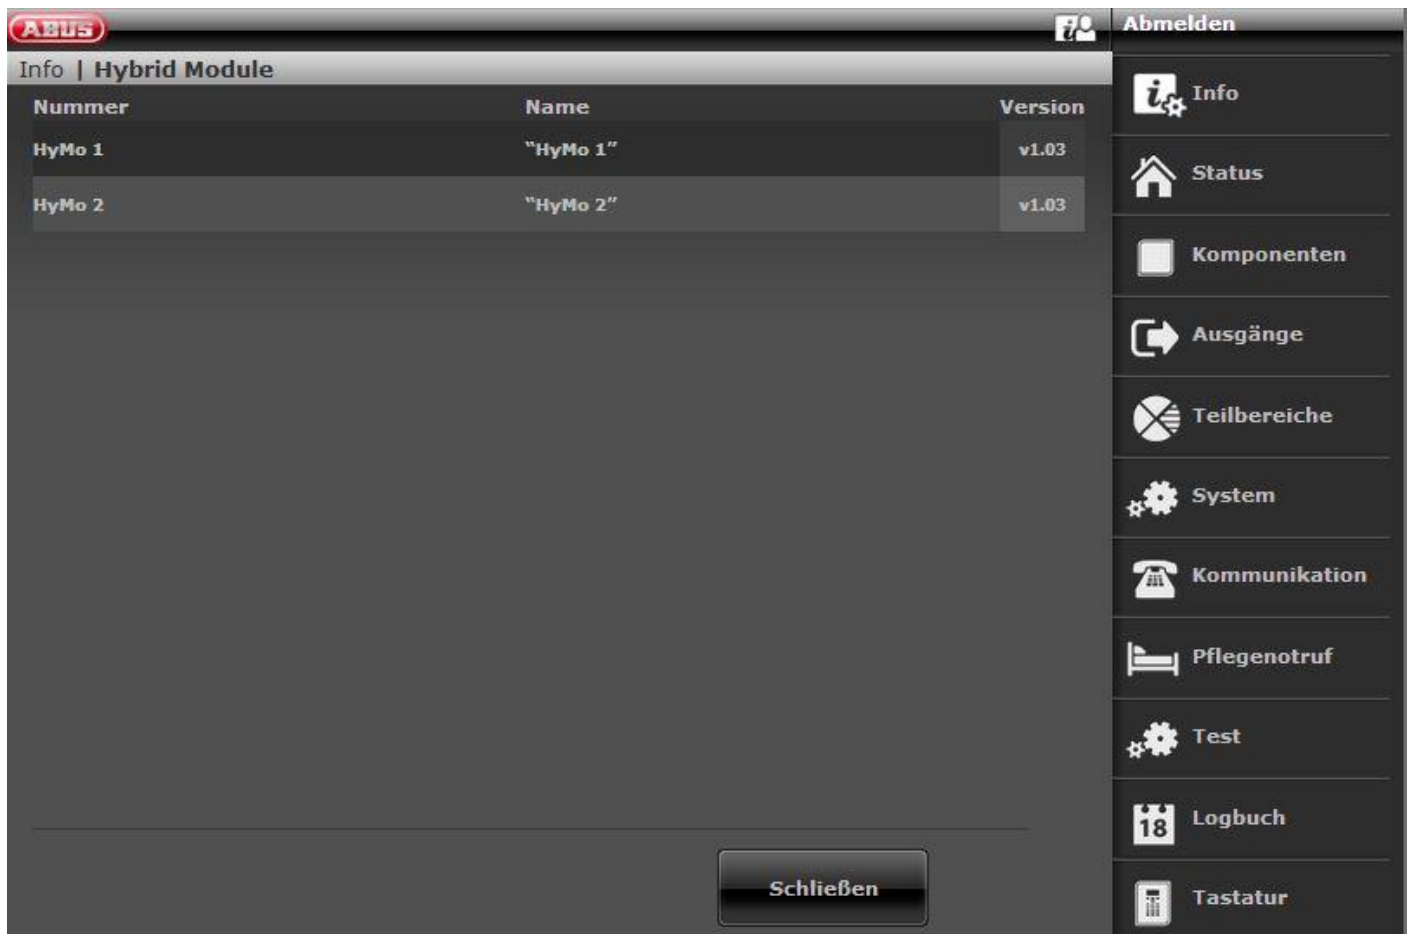 ABUS
Abmelden
Info | Hybrid Module
Nummer Name Version
HyMo 1 “HyMo 1” v1.03
HyMo 2 “HyMo 2” v1.03
Schließen
Info
Status
Komponenten
Ausgänge
Teilbereiche
System
Kommunikation
Pflegenotruf
Test
18 Logbuch
Tastatur